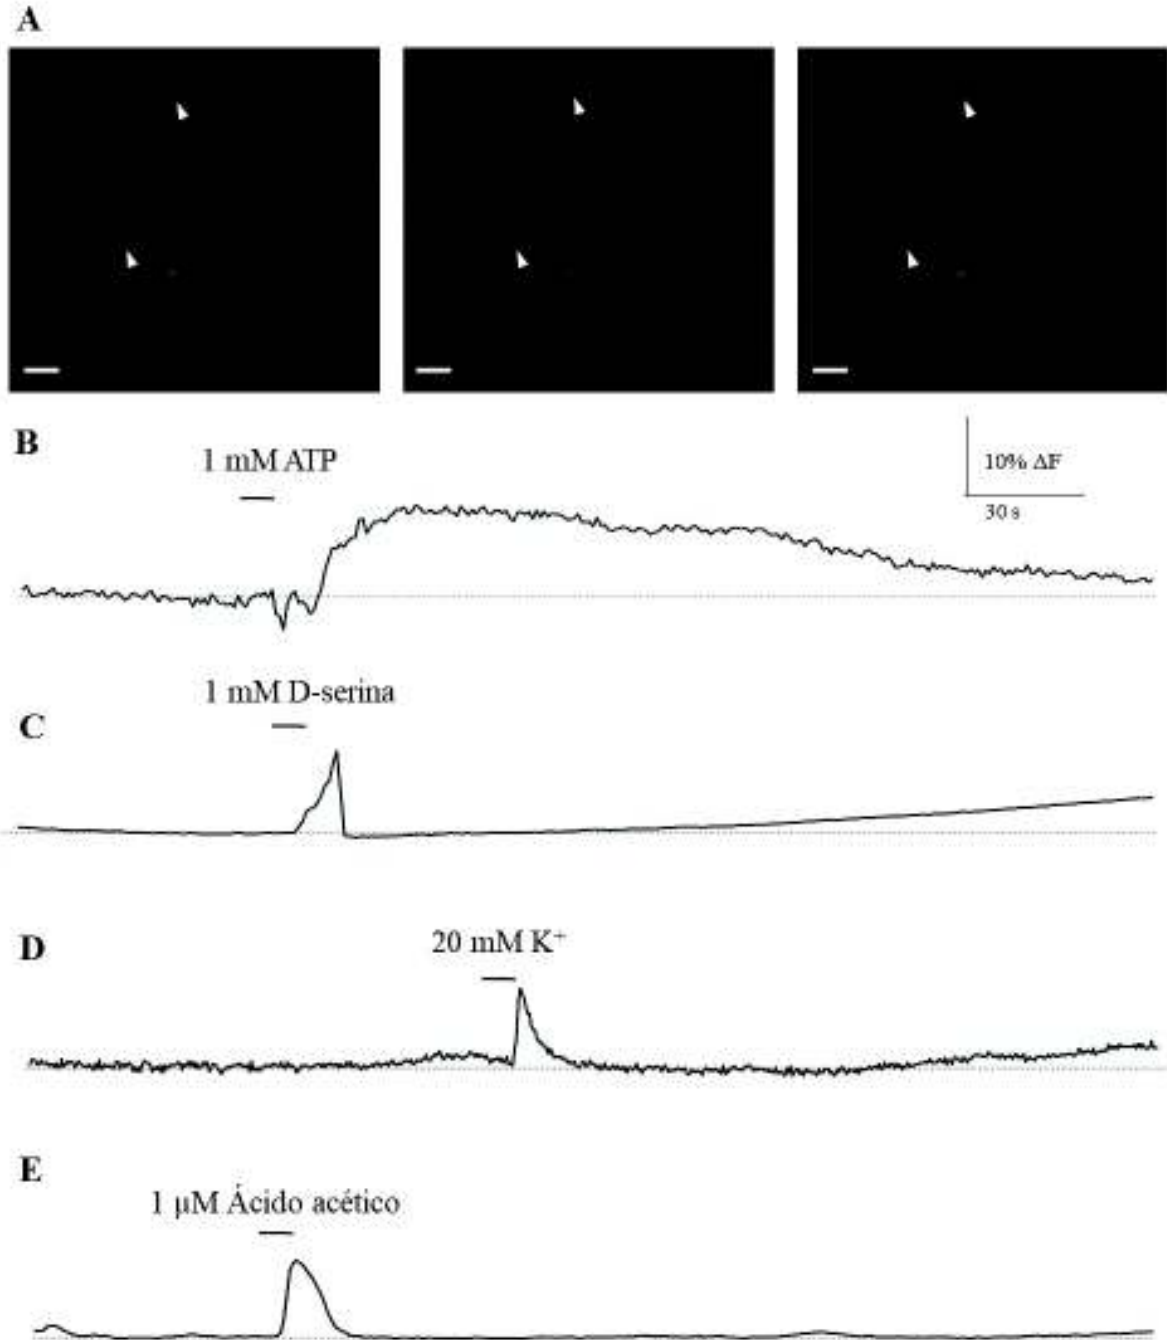 A
B
1 mM ATP
10% ΔF
30 s
1 mM D-serina
C
D
20 mM K⁺
E
1 μM Ácido acético